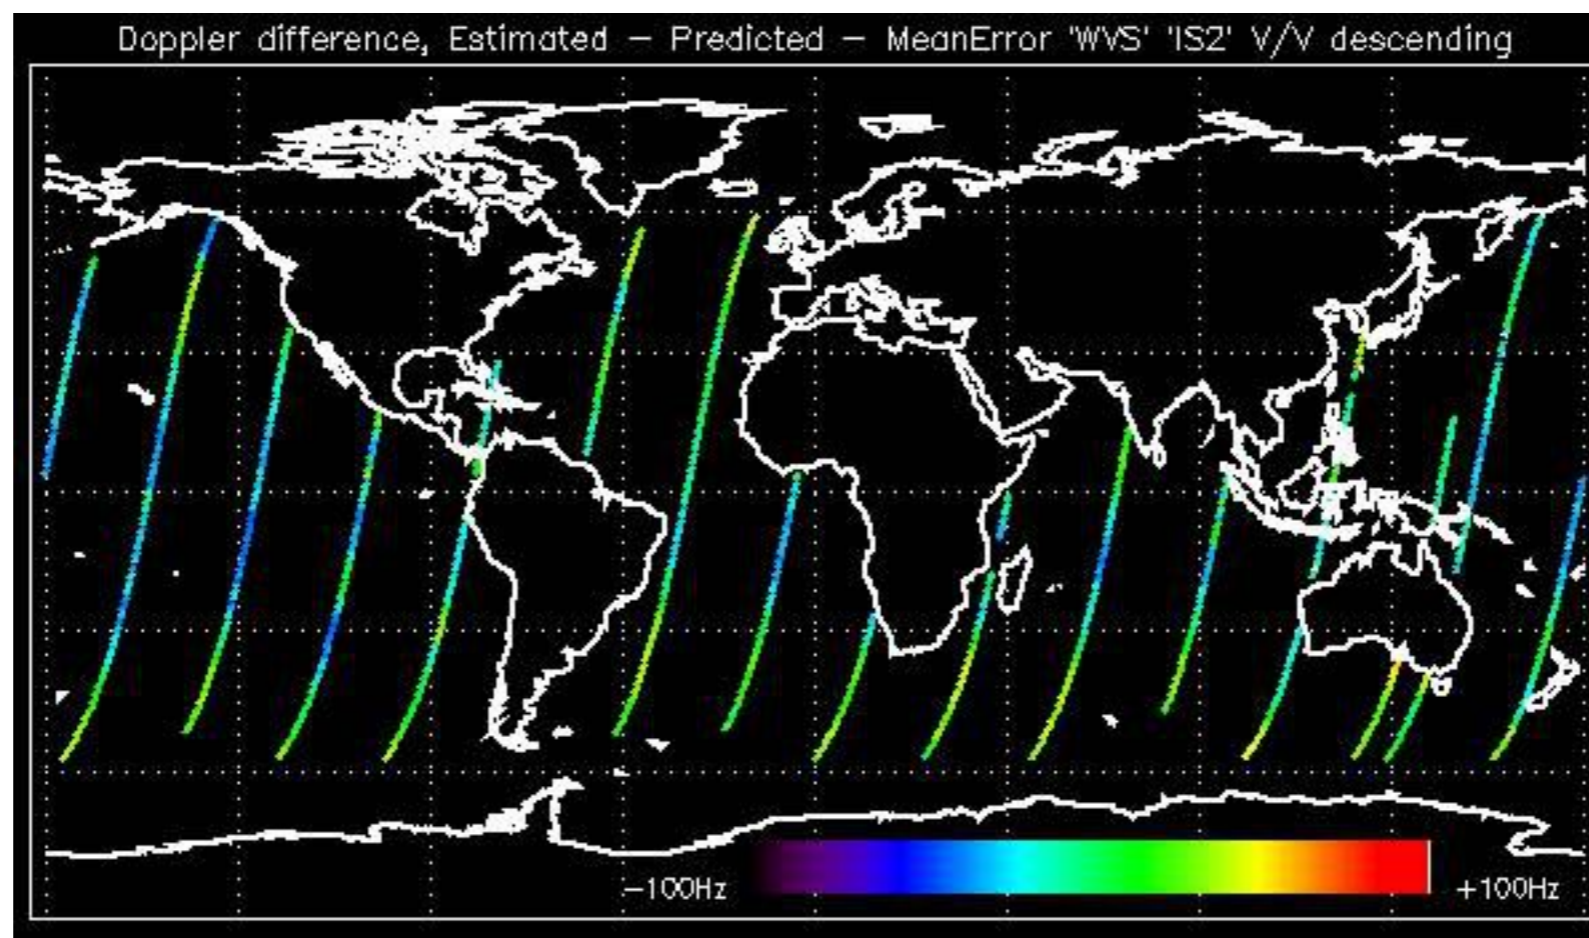 Doppler difference, Estimated – Predicted – MeanError 'WVS' 'IS2' V/V descending
-100Hz +100Hz